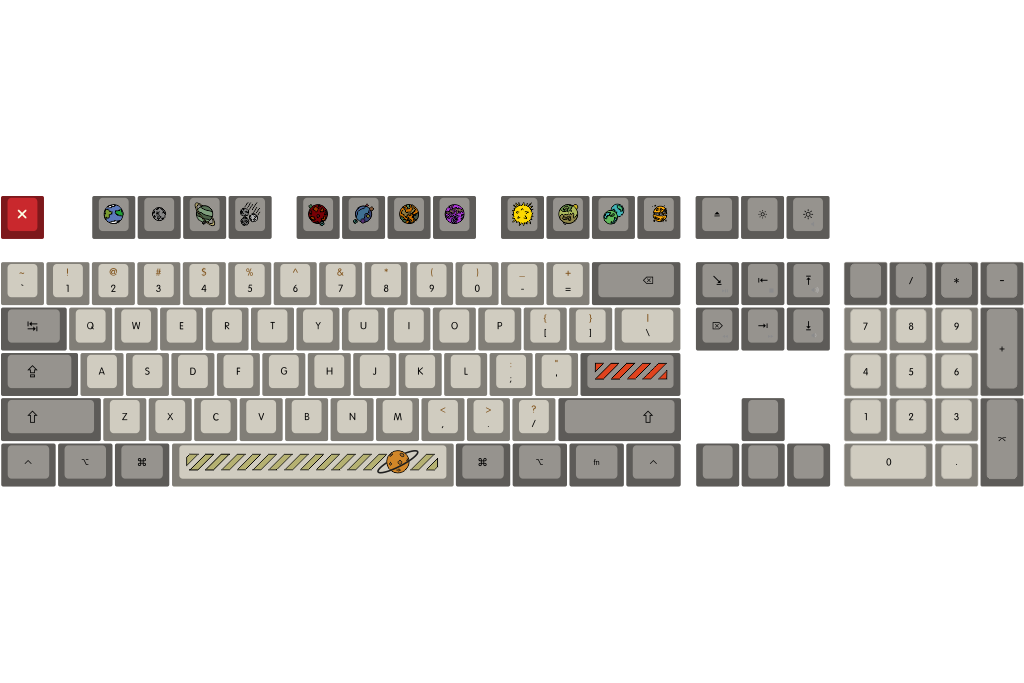 ✕
~ ! @ # $ % ^ & * ( ) _ +
` 1 2 3 4 5 6 7 8 9 0 - = ⌫ / * -
Q W E R T Y U I O P { [ } ] | \ 7 8 9
A S D F G H J K L : ; " ' 4 5 6 +
Z X C V B N M < , > . ? / 1 2 3
^ ⌥ ⌘ ⌘ ⌥ fn ^ 0 .